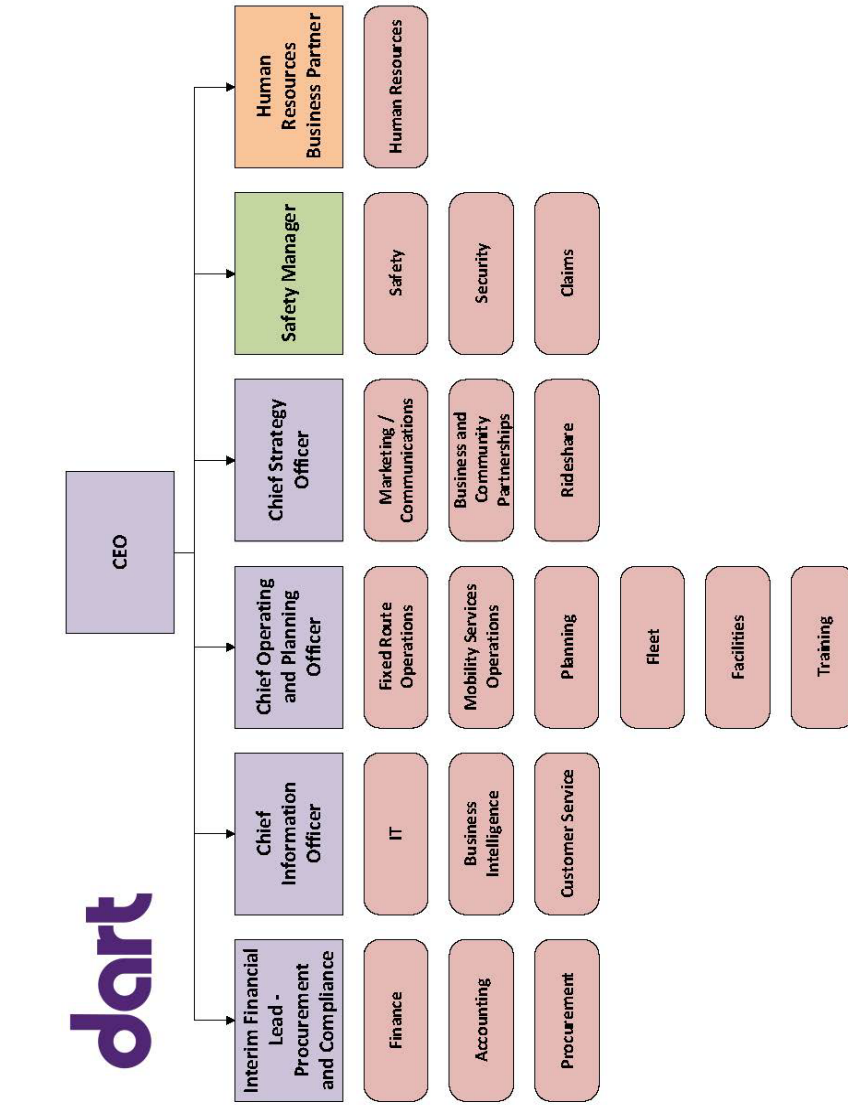 dart
CEO
Interim Financial
Lead -
Procurement
and Compliance
Finance
Accounting
Procurement
Chief
Information
Officer
IT
Business
Intelligence
Customer Service
Chief Operating
and Planning
Officer
Fixed Route
Operations
Mobility Services
Operations
Planning
Fleet
Facilities
Training
Chief Strategy
Officer
Marketing /
Communications
Business and
Community
Partnerships
Rideshare
Safety Manager
Safety
Security
Claims
Human
Resources
Business Partner
Human Resources